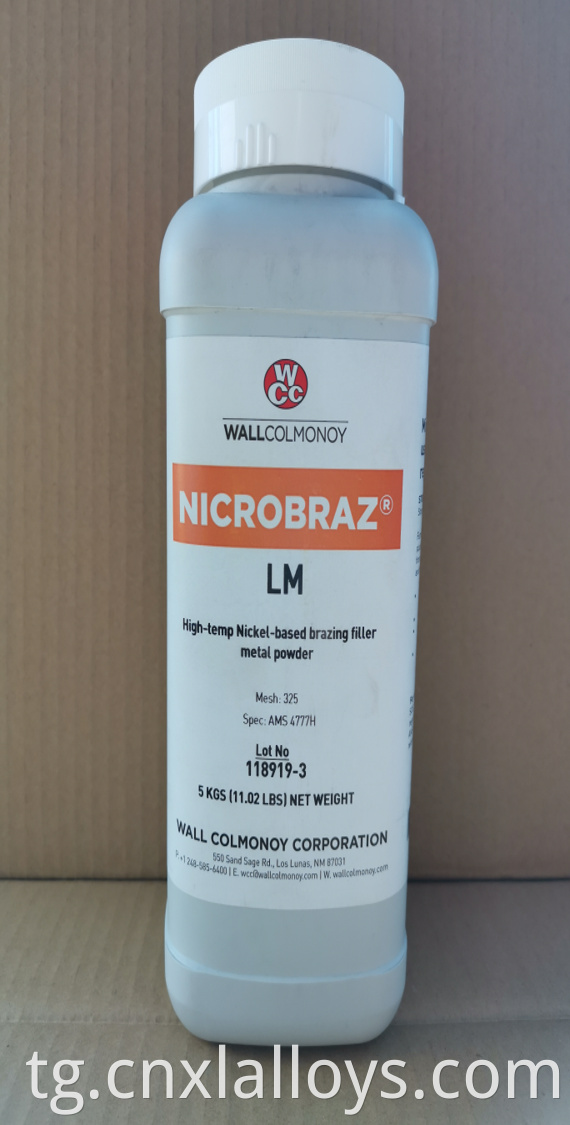 WCC
WALLCOLMONOY
NICROBRAZ®
LM
High-temp Nickel-based brazing filler
metal powder
Mesh: 325
Spec: AMS 4777H
Lot No
118919-3
5 KGS (11.02 LBS) NET WEIGHT
WALL COLMONOY CORPORATION
550 Sand Sage Rd., Los Lunas, NM 87031
P. +1 248-585-6400 | E. wcc@wallcolmonoy.com | W. wallcolmonoy.com
tg.cnxlalloys.com